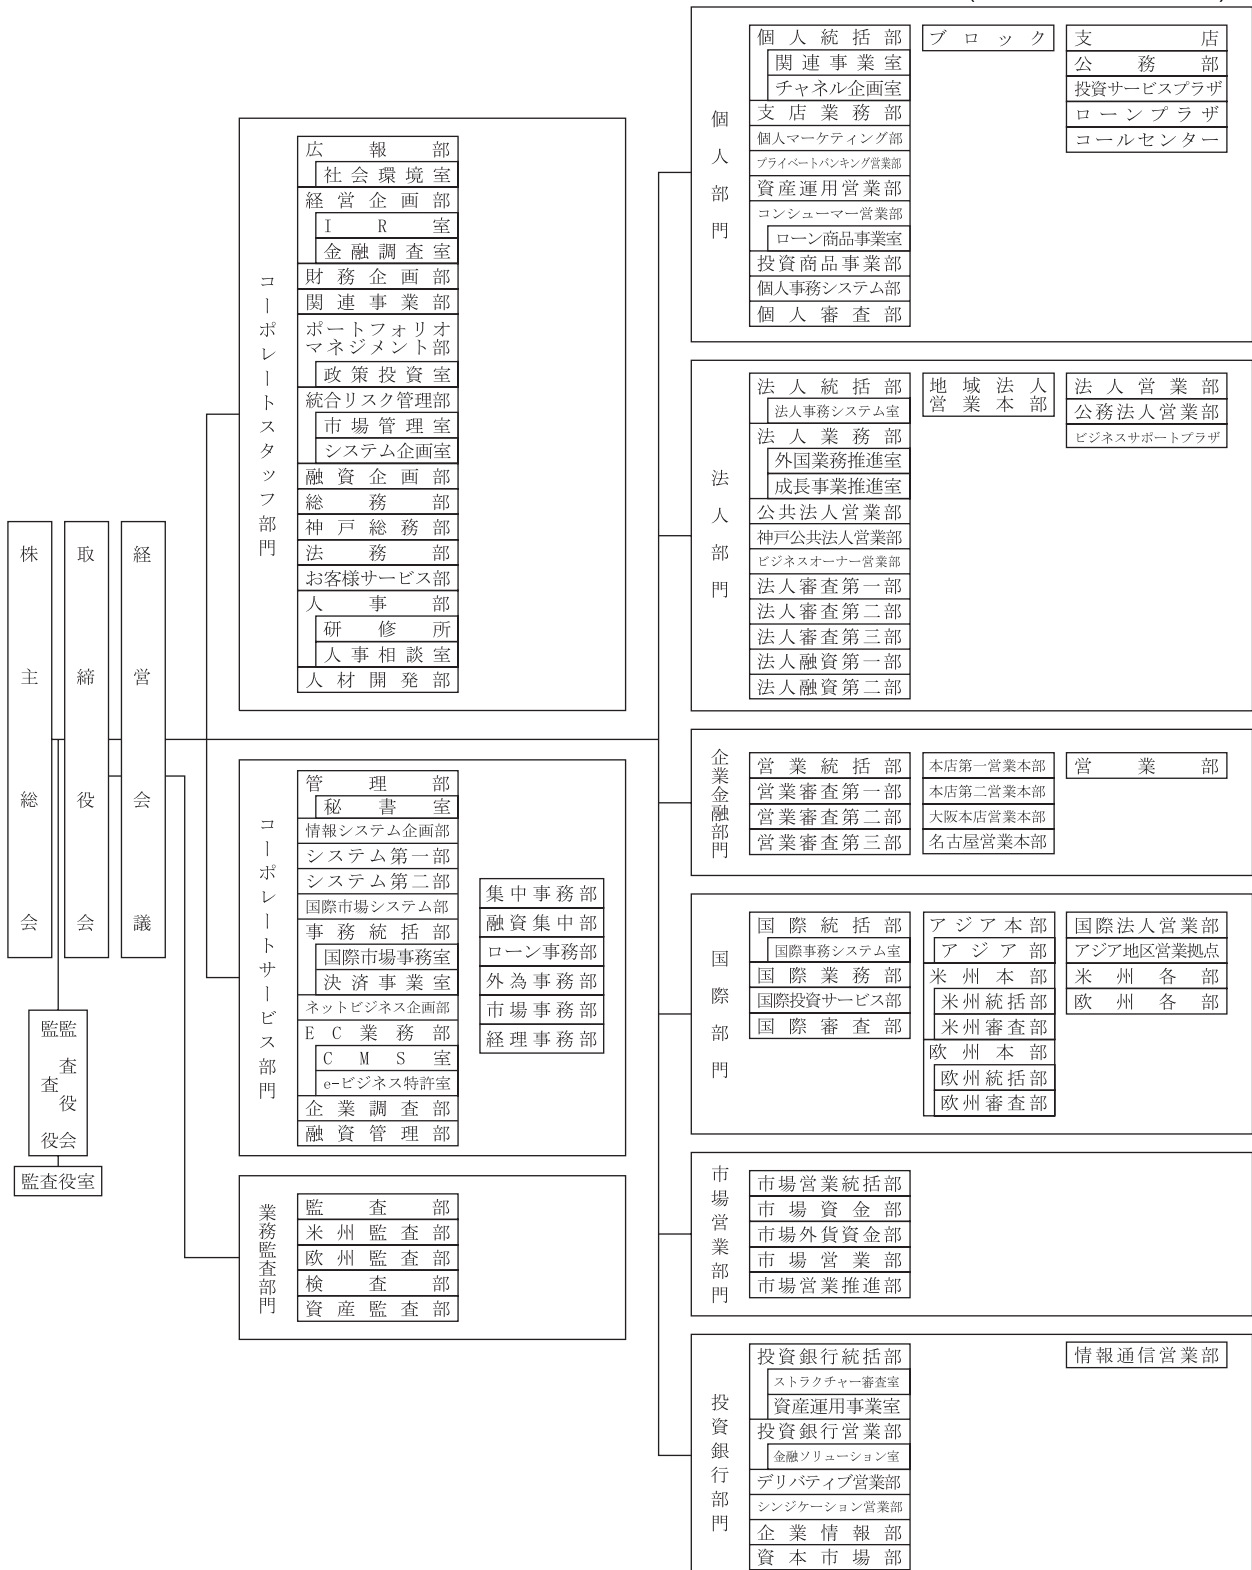 株主総会
取締役会
経営会議
監査役
監査役会
監査役室
コーポレートスタッフ部門
広報部
社会環境室
経営企画部
IR室
金融調査室
財務企画部
関連事業部
ポートフォリオ
マネジメント部
政策投資室
統合リスク管理部
市場管理室
システム企画室
融資企画部
総務部
神戸総務部
法務部
お客様サービス部
人事部
研修所
人事相談室
人材開発部
コーポレートサービス部門
管理部
秘書室
情報システム企画部
システム第一部
システム第二部
国際市場システム部
事務統括部
国際市場事務室
決済事業室
ネットビジネス企画部
EC業務部
CMS室
e-ビジネス特許室
企業調査部
融資管理部
集中事務部
融資集中部
ローン事務部
外為事務部
市場事務部
経理事務部
業務監査部門
監査部
米州監査部
欧州監査部
検査部
資産監査部
個人部門
個人統括部
関連事業室
チャネル企画室
支店業務部
個人マーケティング部
プライベートバンキング営業部
資産運用営業部
コンシューマー営業部
ローン商品事業室
投資商品事業部
個人事務システム部
個人審査部
ブロック
支店
公務部
投資サービスプラザ
ローンプラザ
コールセンター
法人部門
法人統括部
法人事務システム室
法人業務部
外国業務推進室
成長事業推進室
公共法人営業部
神戸公共法人営業部
ビジネスオーナー営業部
法人審査第一部
法人審査第二部
法人審査第三部
法人融資第一部
法人融資第二部
地域法人
営業本部
法人営業部
公務法人営業部
ビジネスサポートプラザ
企業金融部門
営業統括部
営業審査第一部
営業審査第二部
営業審査第三部
本店第一営業本部
本店第二営業本部
大阪本店営業本部
名古屋営業本部
営業部
国際部門
国際統括部
国際事務システム室
国際業務部
国際投資サービス部
国際審査部
アジア本部
アジア部
米州本部
米州統括部
米州審査部
欧州本部
欧州統括部
欧州審査部
国際法人営業部
アジア地区営業拠点
米州各部
欧州各部
市場営業部門
市場営業統括部
市場資金部
市場外貨資金部
市場営業部
市場営業推進部
投資銀行部門
投資銀行統括部
ストラクチャー審査室
資産運用事業室
投資銀行営業部
金融ソリューション室
デリバティブ営業部
シンジケーション営業部
企業情報部
資本市場部
情報通信営業部